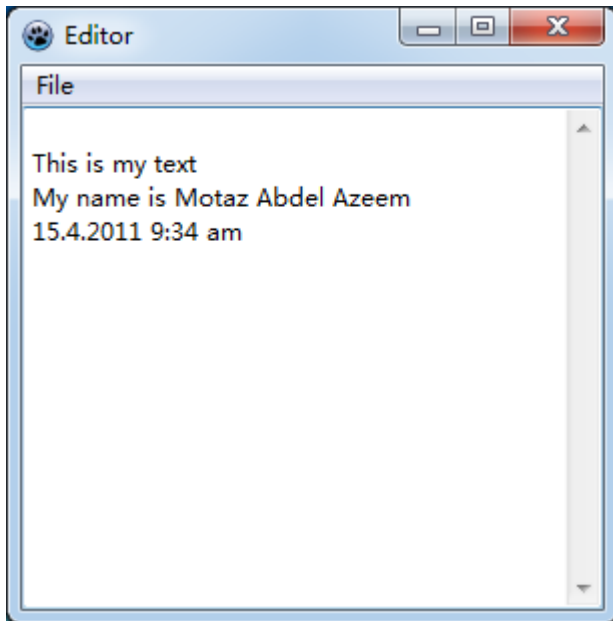 Editor
File
This is my text
My name is Motaz Abdel Azeem
15.4.2011 9:34 am